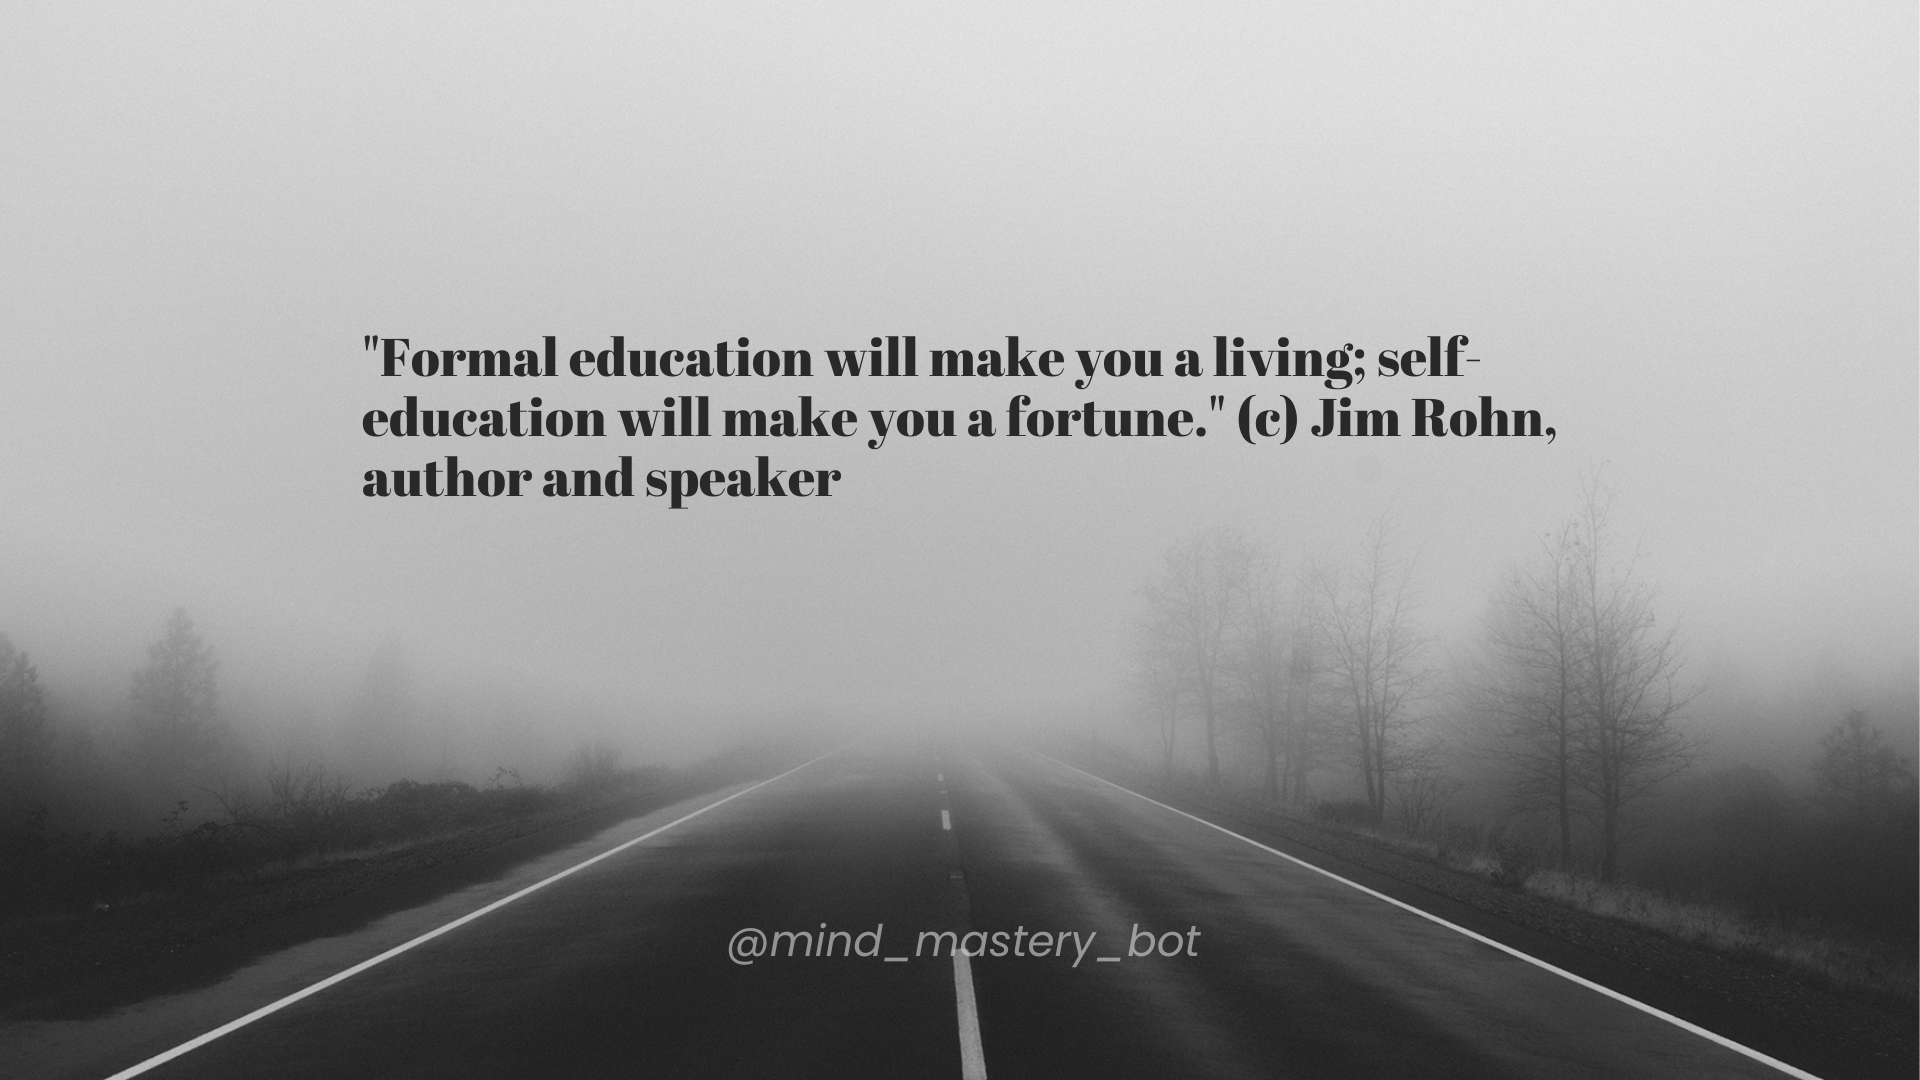 "Formal education will make you a living; self-
education will make you a fortune." (c) Jim Rohn,
author and speaker
@mind_mastery_bot